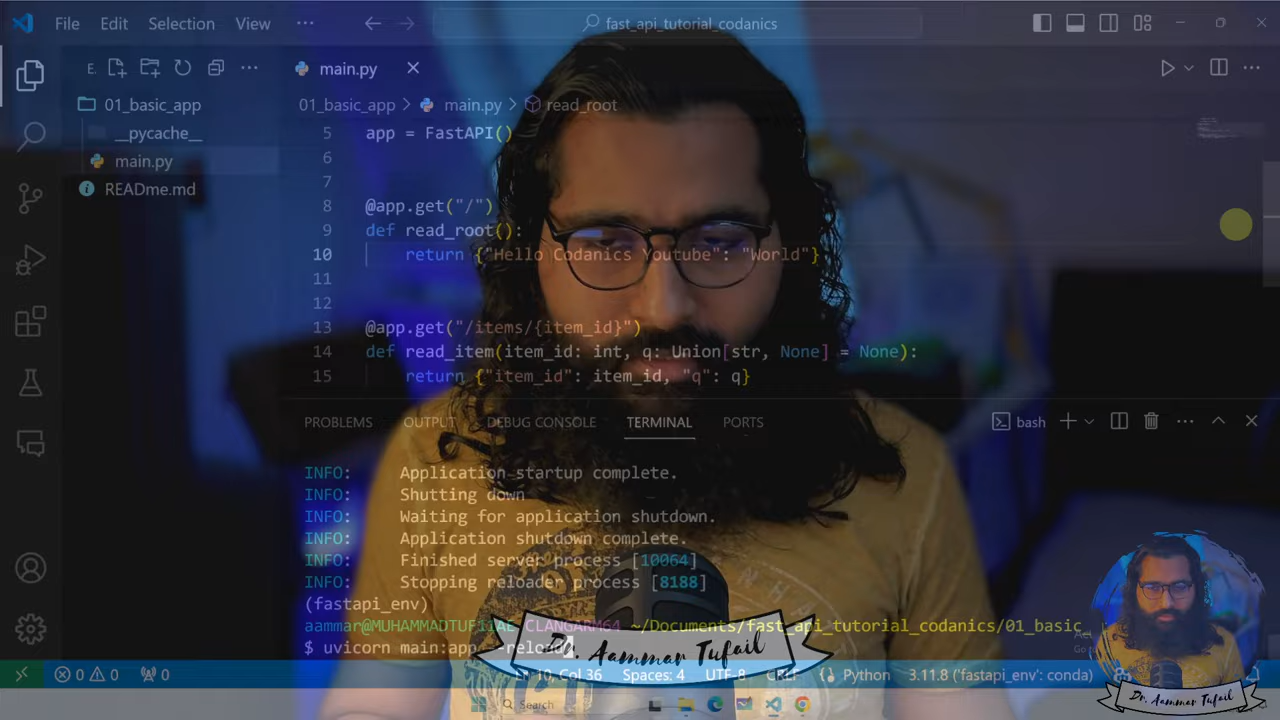 File Edit Selection View ··· fast_api_tutorial_codanics
E. ··· main.py
01_basic_app
01_basic_app > main.py > read_root
__pycache__
main.py
READme.md
5 app = FastAPI()
6
7
8 @app.get("/")
9 def read_root():
10 return {"Hello Codanics Youtube": "World"}
11
12
13 @app.get("/items/{item_id}")
14 def read_item(item_id: int, q: Union[str, None] = None):
15 return {"item_id": item_id, "q": q}
PROBLEMS OUTPUT DEBUG CONSOLE TERMINAL PORTS bash
INFO: Application startup complete.
INFO: Shutting down
INFO: Waiting for application shutdown.
INFO: Application shutdown complete.
INFO: Finished server process [10064]
INFO: Stopping reloader process [8188]
(fastapi_env)
CLANGARM64 ~/Documents/fast_api_tutorial_codanics/01_basic
$ uvicorn main:app --reload
Dr. Aammar Tufail
0 0 0 Ln 10, Col 36 Spaces: 4 UTF-8 CRLF Python 3.11.8 ('fastapi_env': conda)
Dr. Aammar Tufail
Search